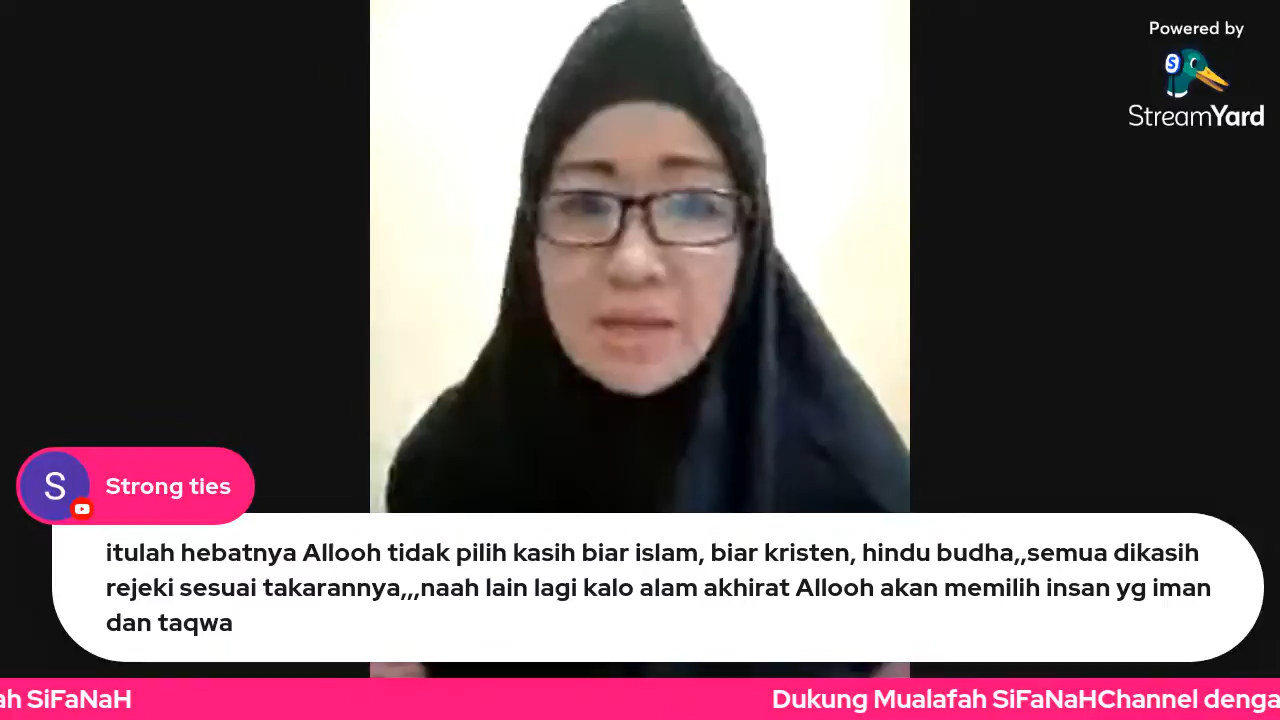 Powered by
StreamYard
S
Strong ties
itulah hebatnya Allooh tidak pilih kasih biar islam, biar kristen, hindu budha,,semua dikasih
rejeki sesuai takarannya,,,naah lain lagi kalo alam akhirat Allooh akan memilih insan yg iman
dan taqwa
ah SiFaNaH
Dukung Mualafah SiFaNaHChannel denga